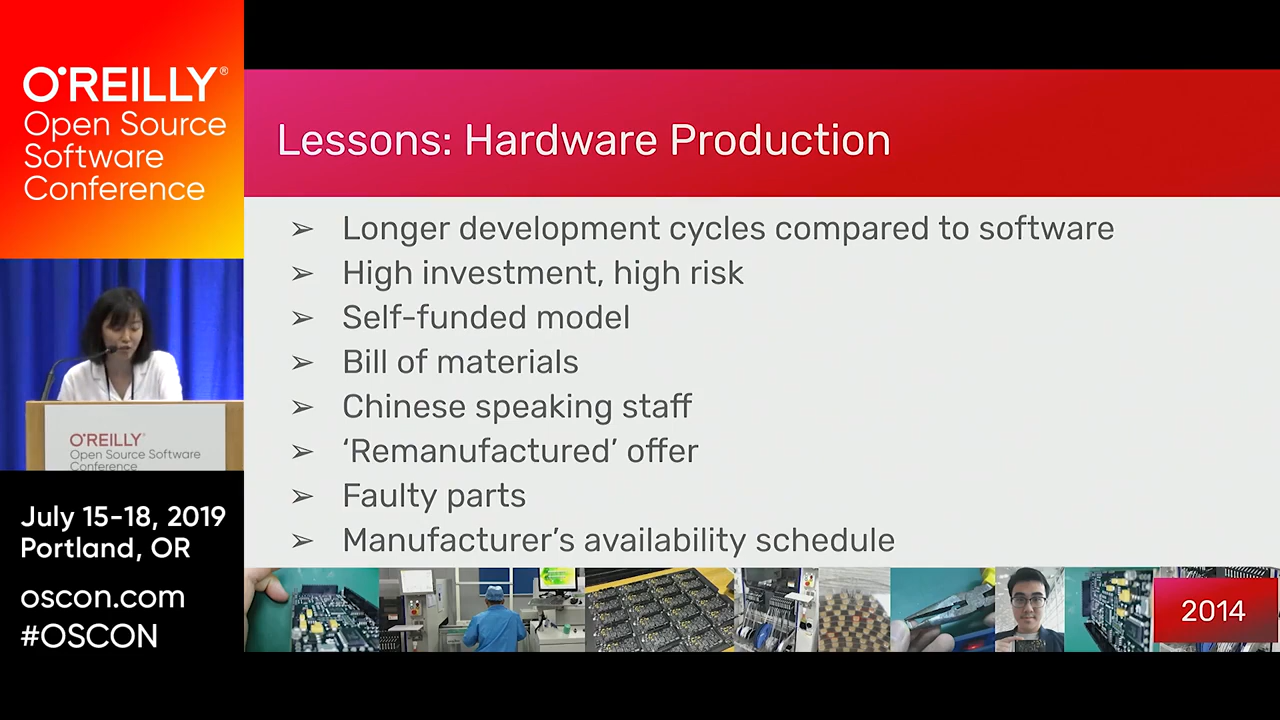 O'REILLY®
Open Source
Software
Conference
Lessons: Hardware Production
➢ Longer development cycles compared to software
➢ High investment, high risk
➢ Self-funded model
➢ Bill of materials
➢ Chinese speaking staff
➢ ‘Remanufactured’ offer
➢ Faulty parts
➢ Manufacturer’s availability schedule
2014
O'REILLY®
Open Source Software
Conference
July 15-18, 2019
Portland, OR
oscon.com
#OSCON